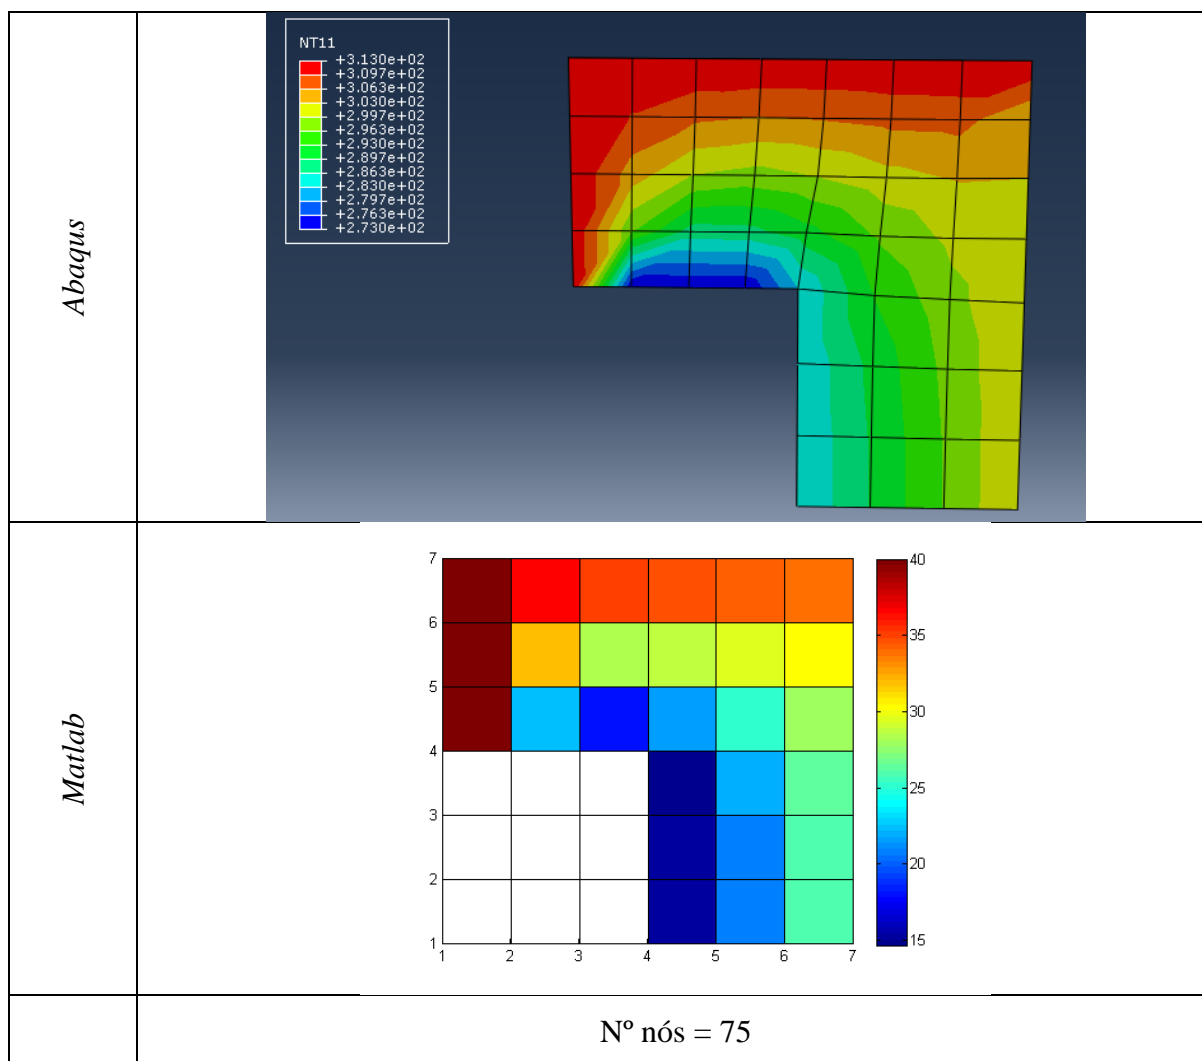 Abaqus
NT11
+3.130e+02
+3.097e+02
+3.063e+02
+3.030e+02
+2.997e+02
+2.963e+02
+2.930e+02
+2.897e+02
+2.863e+02
+2.830e+02
+2.797e+02
+2.763e+02
+2.730e+02
Matlab
7
6
5
4
3
2
1
1 2 3 4 5 6 7
40
35
30
25
20
15
Nº nós = 75